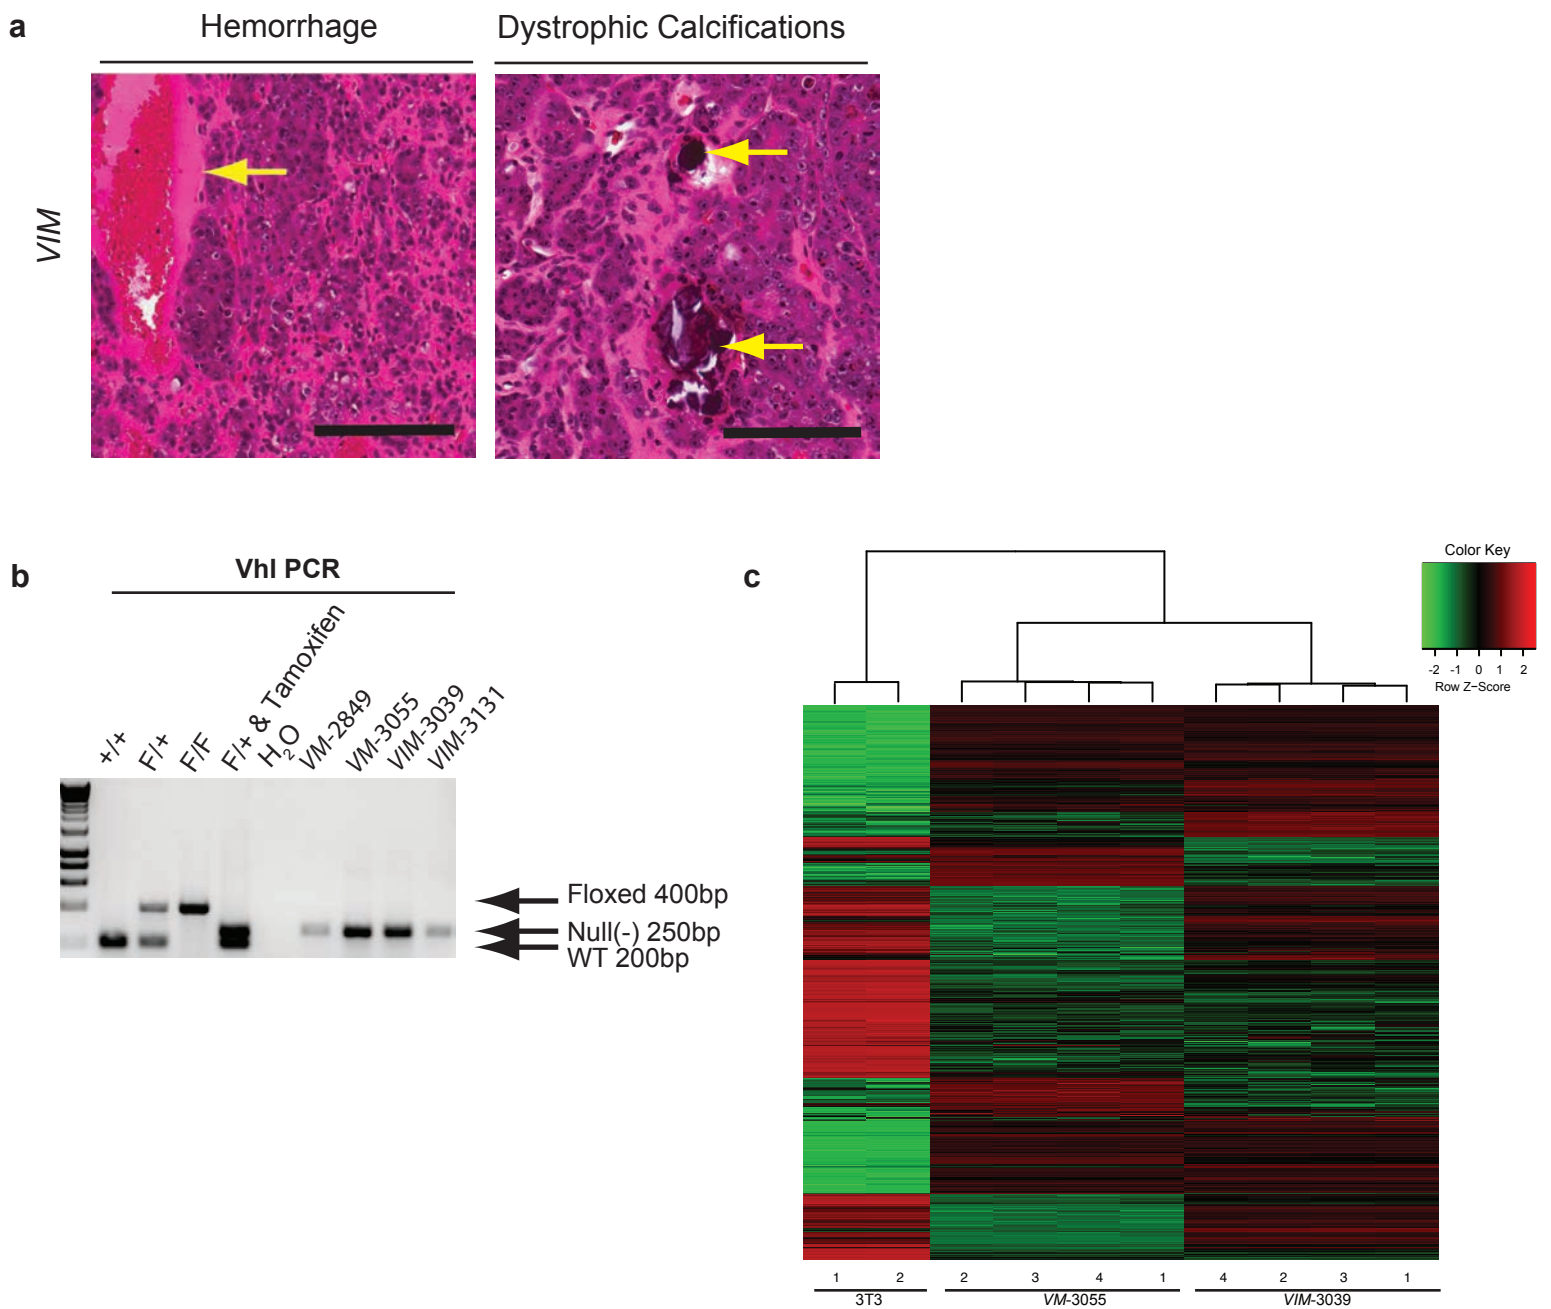 a
Hemorrhage
Dystrophic Calcifications
VIM
b
Vhl PCR
+/+
F/+
F/F
F/+ & Tamoxifen
H2O
VM-2849
VM-3055
VIM-3039
VIM-3131
Floxed 400bp
Null(-) 250bp
WT 200bp
c
Color Key
-2 -1 0 1 2
Row Z-Score
1 2 2 3 4 1 4 2 3 1
3T3 VM-3055 VIM-3039